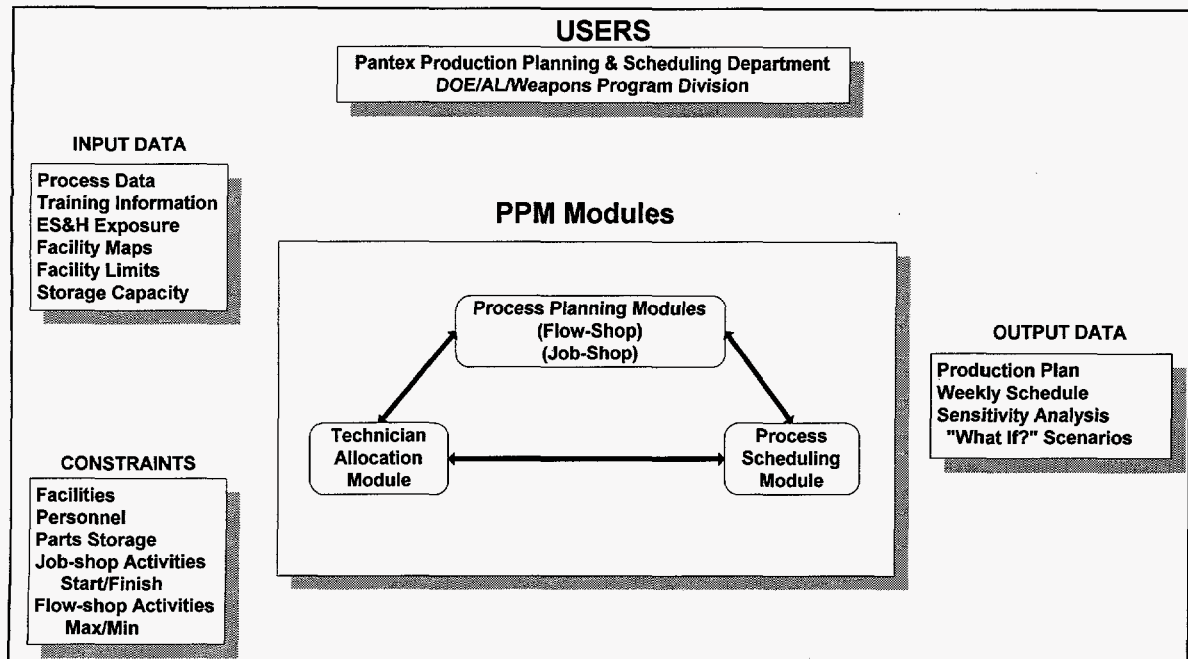 USERS
Pantex Production Planning & Scheduling Department
DOE/AL/Weapons Program Division
INPUT DATA
Process Data
Training Information
ES&H Exposure
Facility Maps
Facility Limits
Storage Capacity
CONSTRAINTS
Facilities
Personnel
Parts Storage
Job-shop Activities
Start/Finish
Flow-shop Activities
Max/Min
PPM Modules
Process Planning Modules
(Flow-Shop)
(Job-Shop)
Technician
Allocation
Module
Process
Scheduling
Module
OUTPUT DATA
Production Plan
Weekly Schedule
Sensitivity Analysis
"What If?" Scenarios